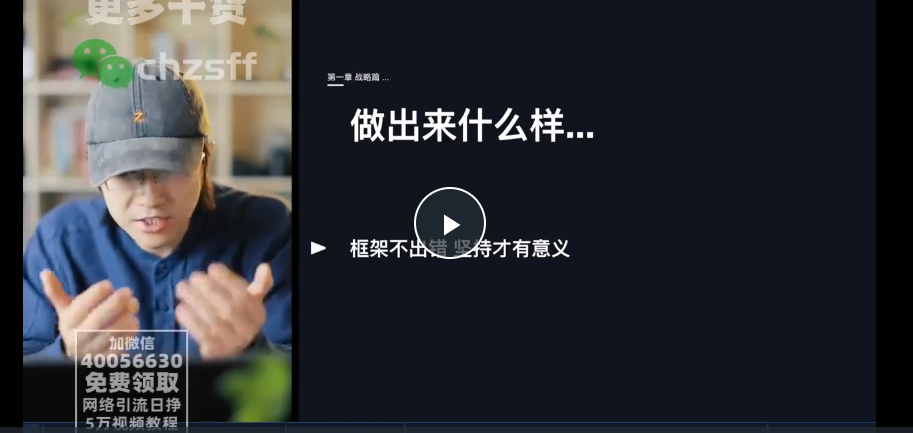 更多干货
chzsff
第一章 战略篇 ...
做出来什么样...
框架不出错 坚持才有意义
加微信
40056630
免费领取
网络引流日挣
5万视频教程